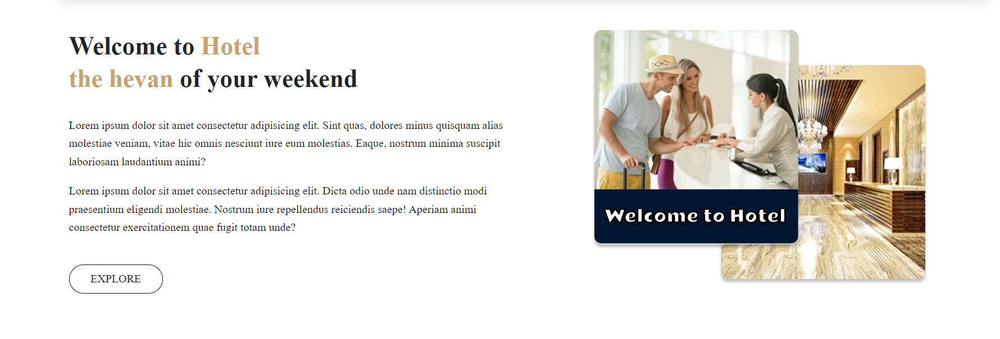 Welcome to Hotel
the hevan of your weekend
Lorem ipsum dolor sit amet consectetur adipisicing elit. Sint quas, dolores minus quisquam alias
molestiae veniam, vitae hic omnis nesciunt iure eum molestias. Eaque, nostrum minima suscipit
laboriosam laudantium animi?
Lorem ipsum dolor sit amet consectetur adipisicing elit. Dicta odio unde nam distinctio modi
praesentium eligendi molestiae. Nostrum iure repellendus reiciendis saepe! Aperiam animi
consectetur exercitationem quae fugit totam unde?
EXPLORE
Welcome to Hotel